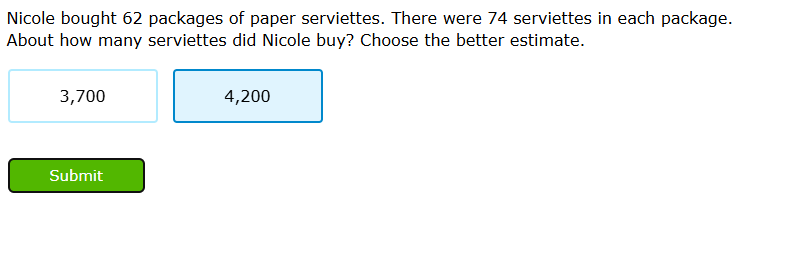 Nicole bought 62 packages of paper serviettes. There were 74 serviettes in each package.
About how many serviettes did Nicole buy? Choose the better estimate.
3,700
4,200
Submit